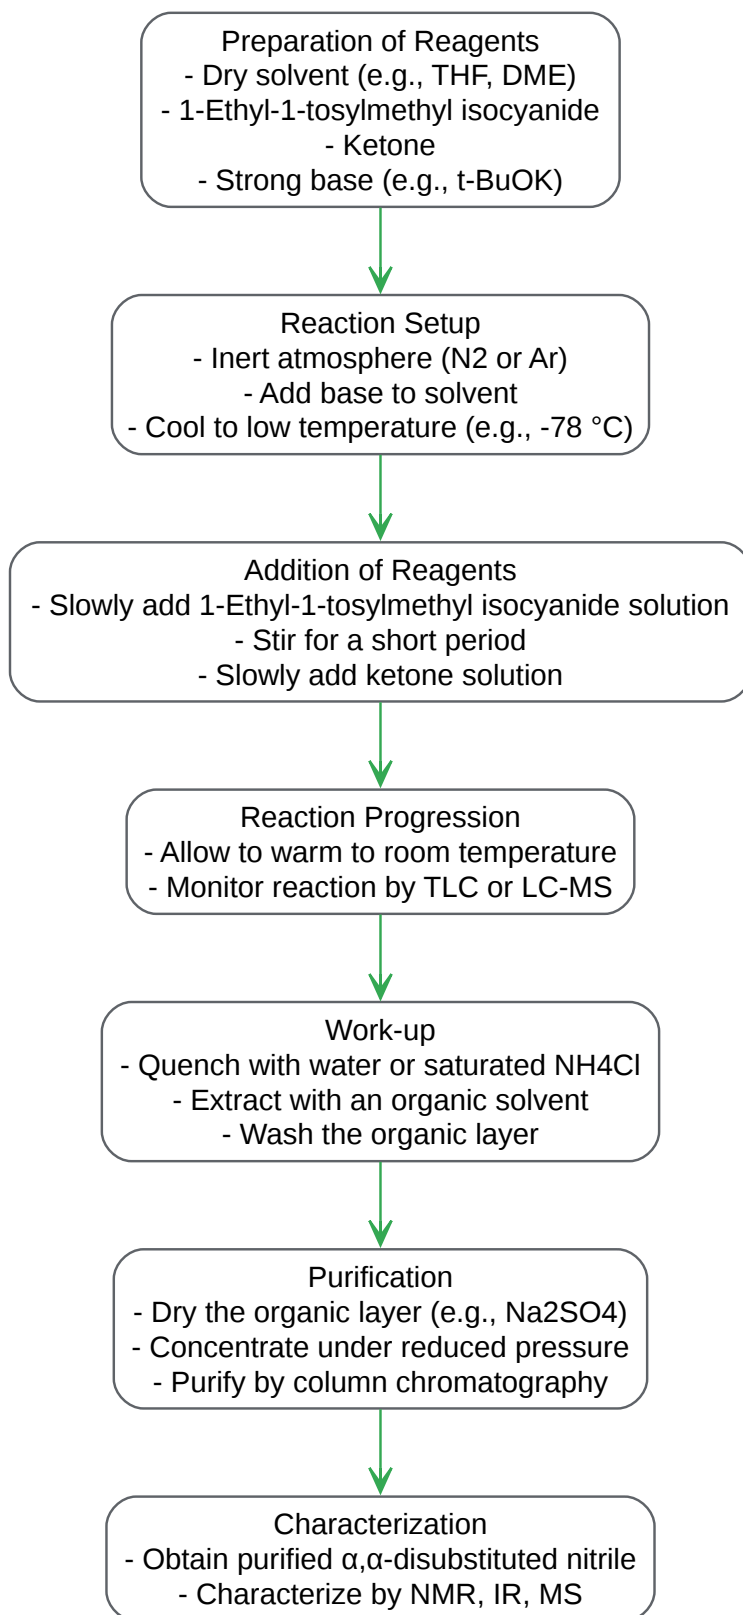 Preparation of Reagents
- Dry solvent (e.g., THF, DME)
- 1-Ethyl-1-tosylmethyl isocyanide
- Ketone
- Strong base (e.g., t-BuOK)
Reaction Setup
- Inert atmosphere (N2 or Ar)
- Add base to solvent
- Cool to low temperature (e.g., -78 °C)
Addition of Reagents
- Slowly add 1-Ethyl-1-tosylmethyl isocyanide solution
- Stir for a short period
- Slowly add ketone solution
Reaction Progression
- Allow to warm to room temperature
- Monitor reaction by TLC or LC-MS
Work-up
- Quench with water or saturated NH4Cl
- Extract with an organic solvent
- Wash the organic layer
Purification
- Dry the organic layer (e.g., Na2SO4)
- Concentrate under reduced pressure
- Purify by column chromatography
Characterization
- Obtain purified α,α-disubstituted nitrile
- Characterize by NMR, IR, MS